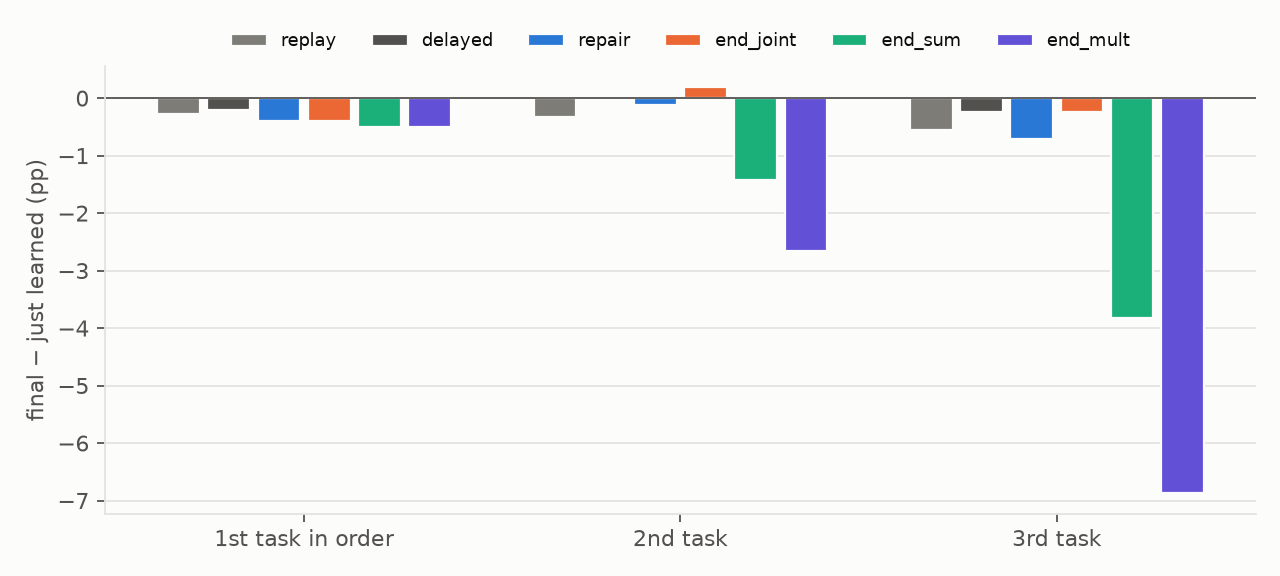 replay delayed repair end_joint end_sum end_mult
final − just learned (pp)
0
−1
−2
−3
−4
−5
−6
−7
1st task in order 2nd task 3rd task